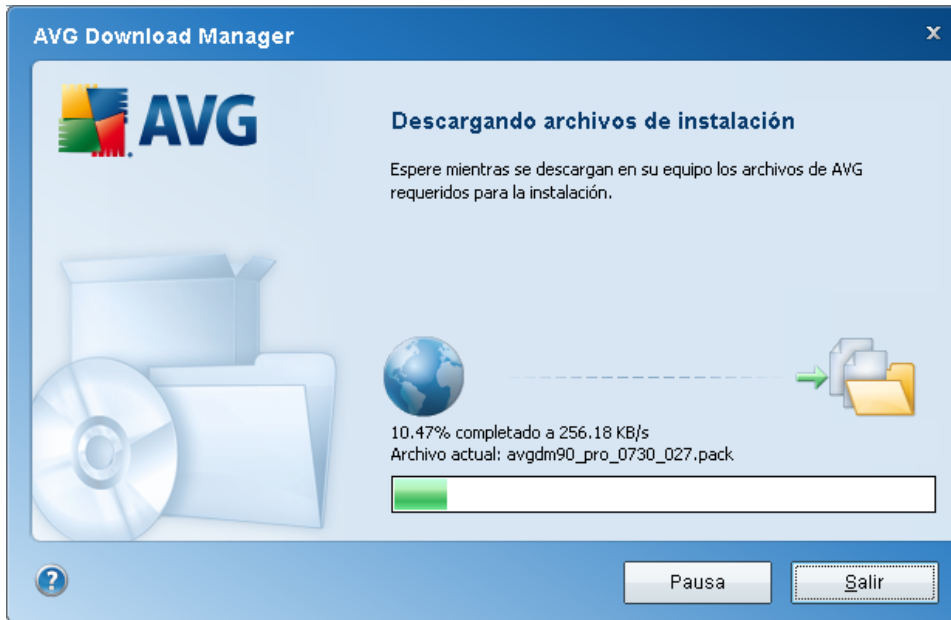 AVG Download Manager
x
AVG
Descargando archivos de instalación
Espere mientras se descargan en su equipo los archivos de AVG
requeridos para la instalación.
10.47% completado a 256.18 KB/s
Archivo actual: avgdm90_pro_0730_027.pack
?
Pausa
Salir